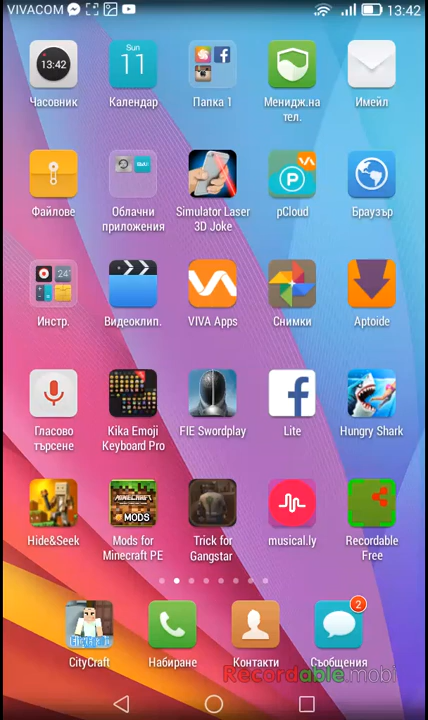 VIVACOM 13:42
13:42
Sun
11
Часовник Календар Папка 1 Менидж.на тел. Имейл
Файлове Облачни приложения Simulator Laser 3D Joke pCloud Браузър
24°
Инстр. Видеоклип. VIVA Apps Снимки Aptoide
Гласово търсене Kika Emoji Keyboard Pro FIE Swordplay Lite Hungry Shark
MINECRAFT
MODS
Hide&Seek Mods for Minecraft PE Trick for Gangstar musical.ly Recordable Free
2
CityCraft Набиране Контакти Съобщения
Recordable.mobi